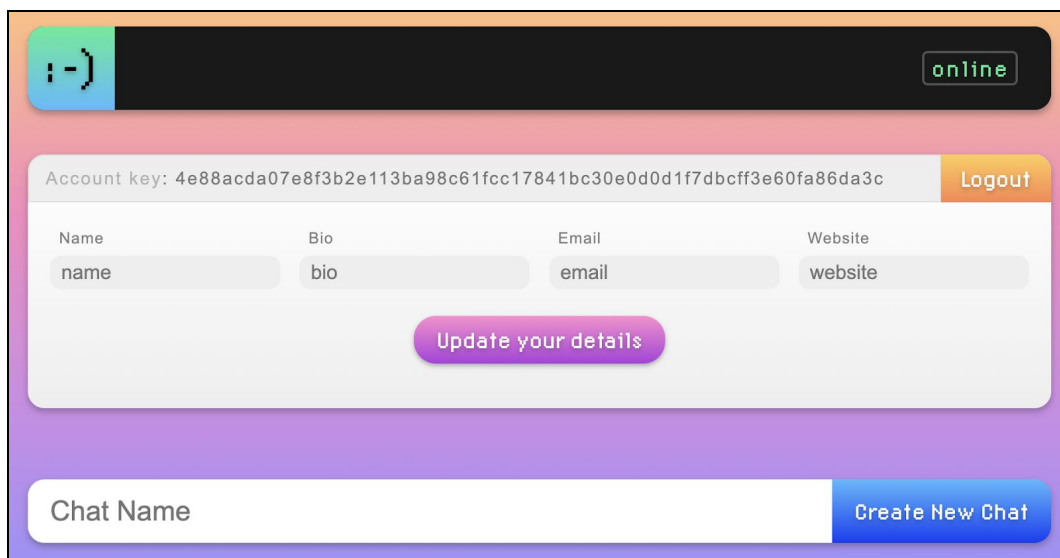 :-)
online
Account key: 4e88acda07e8f3b2e113ba98c61fcc17841bc30e0d0d1f7dbcff3e60fa86da3c
Logout
Name Bio Email Website
name bio email website
Update your details
Chat Name
Create New Chat